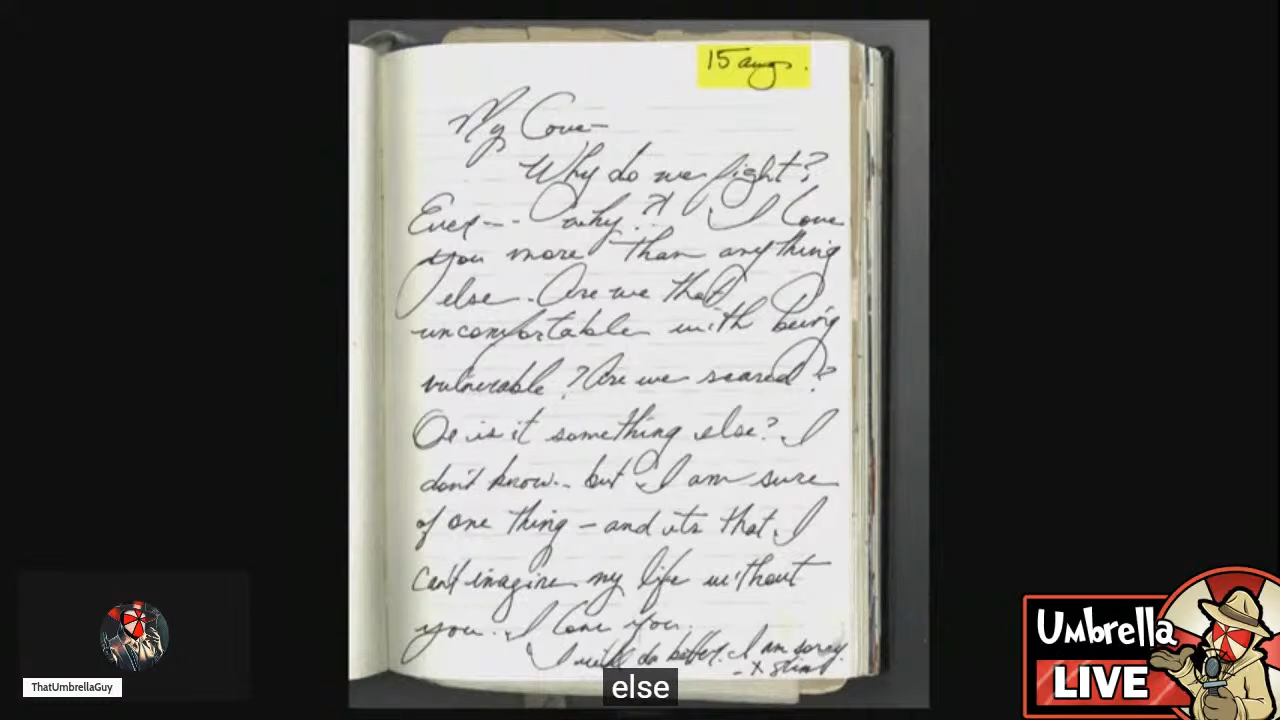 15 aug.
My Love—
Why do we fight?
Ever-- why?? I love
you more than anything
else. Are we that
uncomfortable with being
vulnerable? Are we scared?
Or is it something else? I
don't know.. but I am sure
of one thing – and its that I
can't imagine my life without
you. I love you.
I will do better. I am sorry.
else
ThatUmbrellaGuy
UMBRELLA
LIVE